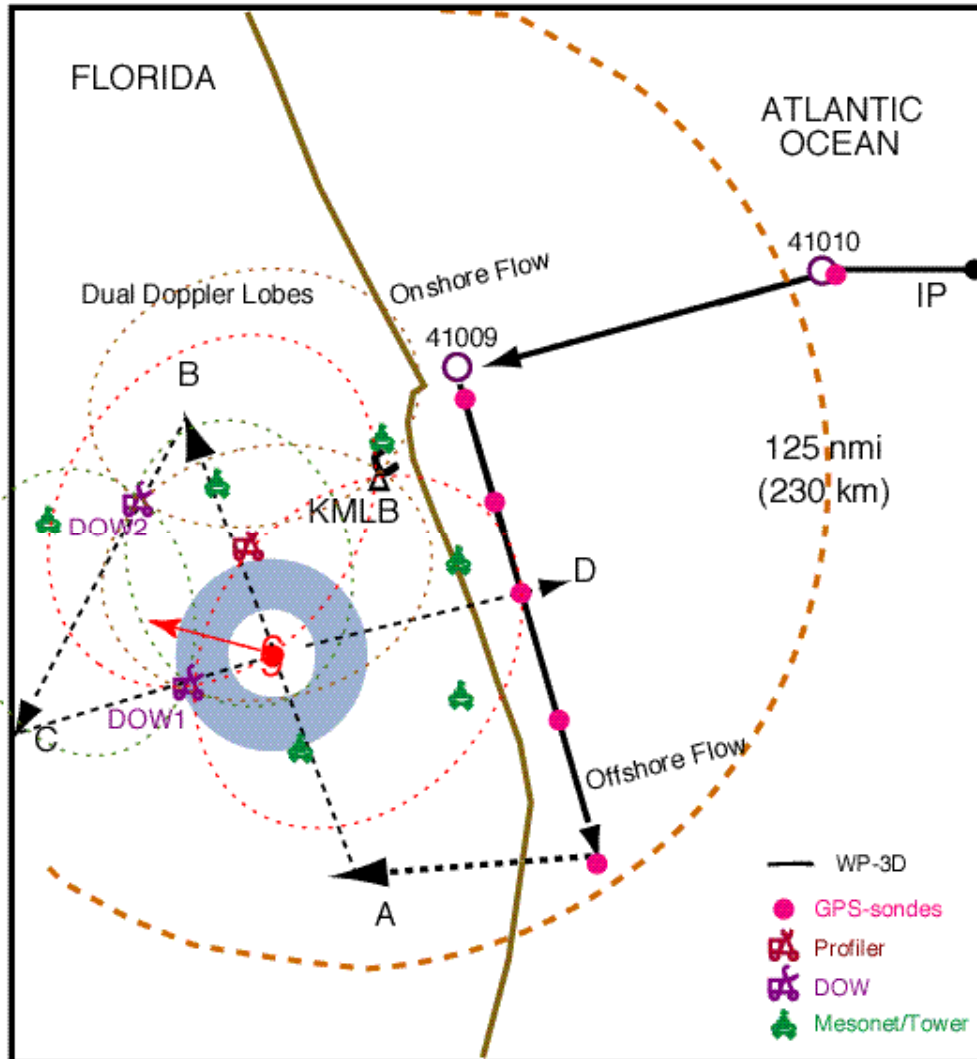 FLORIDA
ATLANTIC
OCEAN
41010
IP
Onshore Flow
Dual Doppler Lobes
41009
B
125 nmi
(230 km)
KMLB
DOW2
D
DOW1
C
Offshore Flow
A
WP-3D
GPS-sondes
Profiler
DOW
Mesonet/Tower